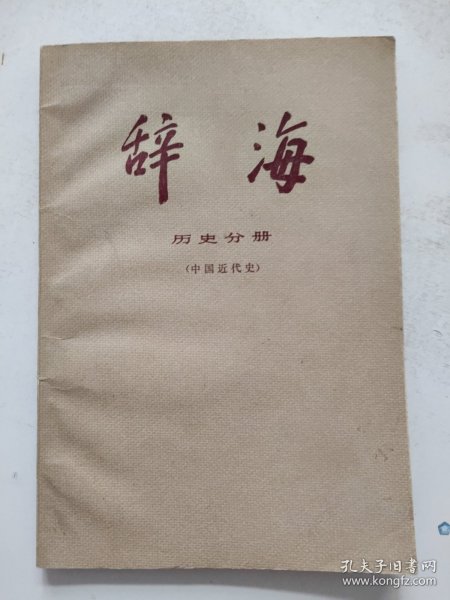 辞 海
历史分册
（中国近代史）
孔夫子旧书网
www.kongfz.com